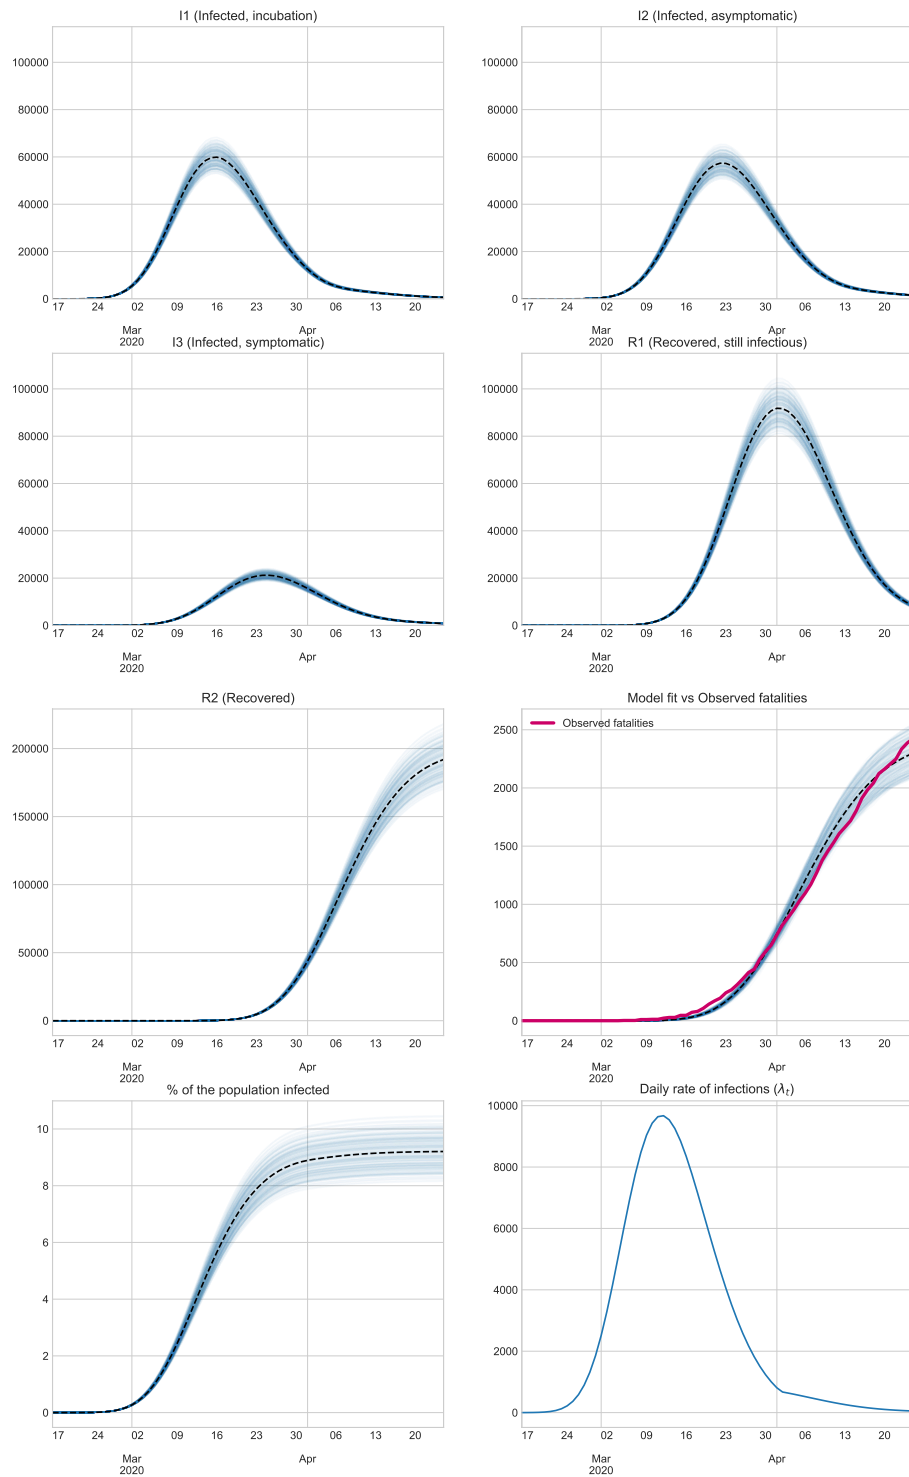 I1 (Infected, incubation)
100000
80000
60000
40000
20000
0
17 24 02 09 16 23 30 06 13 20
Mar Apr
2020
I2 (Infected, asymptomatic)
100000
80000
60000
40000
20000
0
17 24 02 09 16 23 30 06 13 20
Mar Apr
2020
I3 (Infected, symptomatic)
100000
80000
60000
40000
20000
0
17 24 02 09 16 23 30 06 13 20
Mar Apr
2020
R1 (Recovered, still infectious)
100000
80000
60000
40000
20000
0
17 24 02 09 16 23 30 06 13 20
Mar Apr
2020
R2 (Recovered)
200000
150000
100000
50000
0
17 24 02 09 16 23 30 06 13 20
Mar Apr
2020
Model fit vs Observed fatalities
Observed fatalities
2500
2000
1500
1000
500
0
17 24 02 09 16 23 30 06 13 20
Mar Apr
2020
% of the population infected
10
8
6
4
2
0
17 24 02 09 16 23 30 06 13 20
Mar Apr
2020
Daily rate of infections (λt)
10000
8000
6000
4000
2000
0
17 24 02 09 16 23 30 06 13 20
Mar Apr
2020